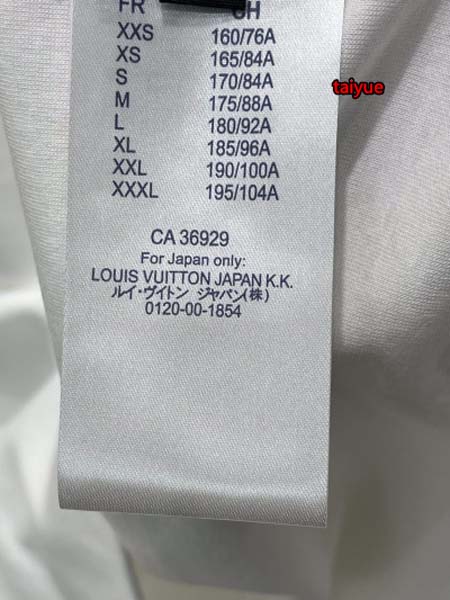 FR CH
XXS 160/76A
XS 165/84A
S 170/84A
M 175/88A
L 180/92A
XL 185/96A
XXL 190/100A
XXXL 195/104A
taiyue
CA 36929
For Japan only:
LOUIS VUITTON JAPAN K.K.
ルイ・ヴィトン ジャパン(株)
0120-00-1854